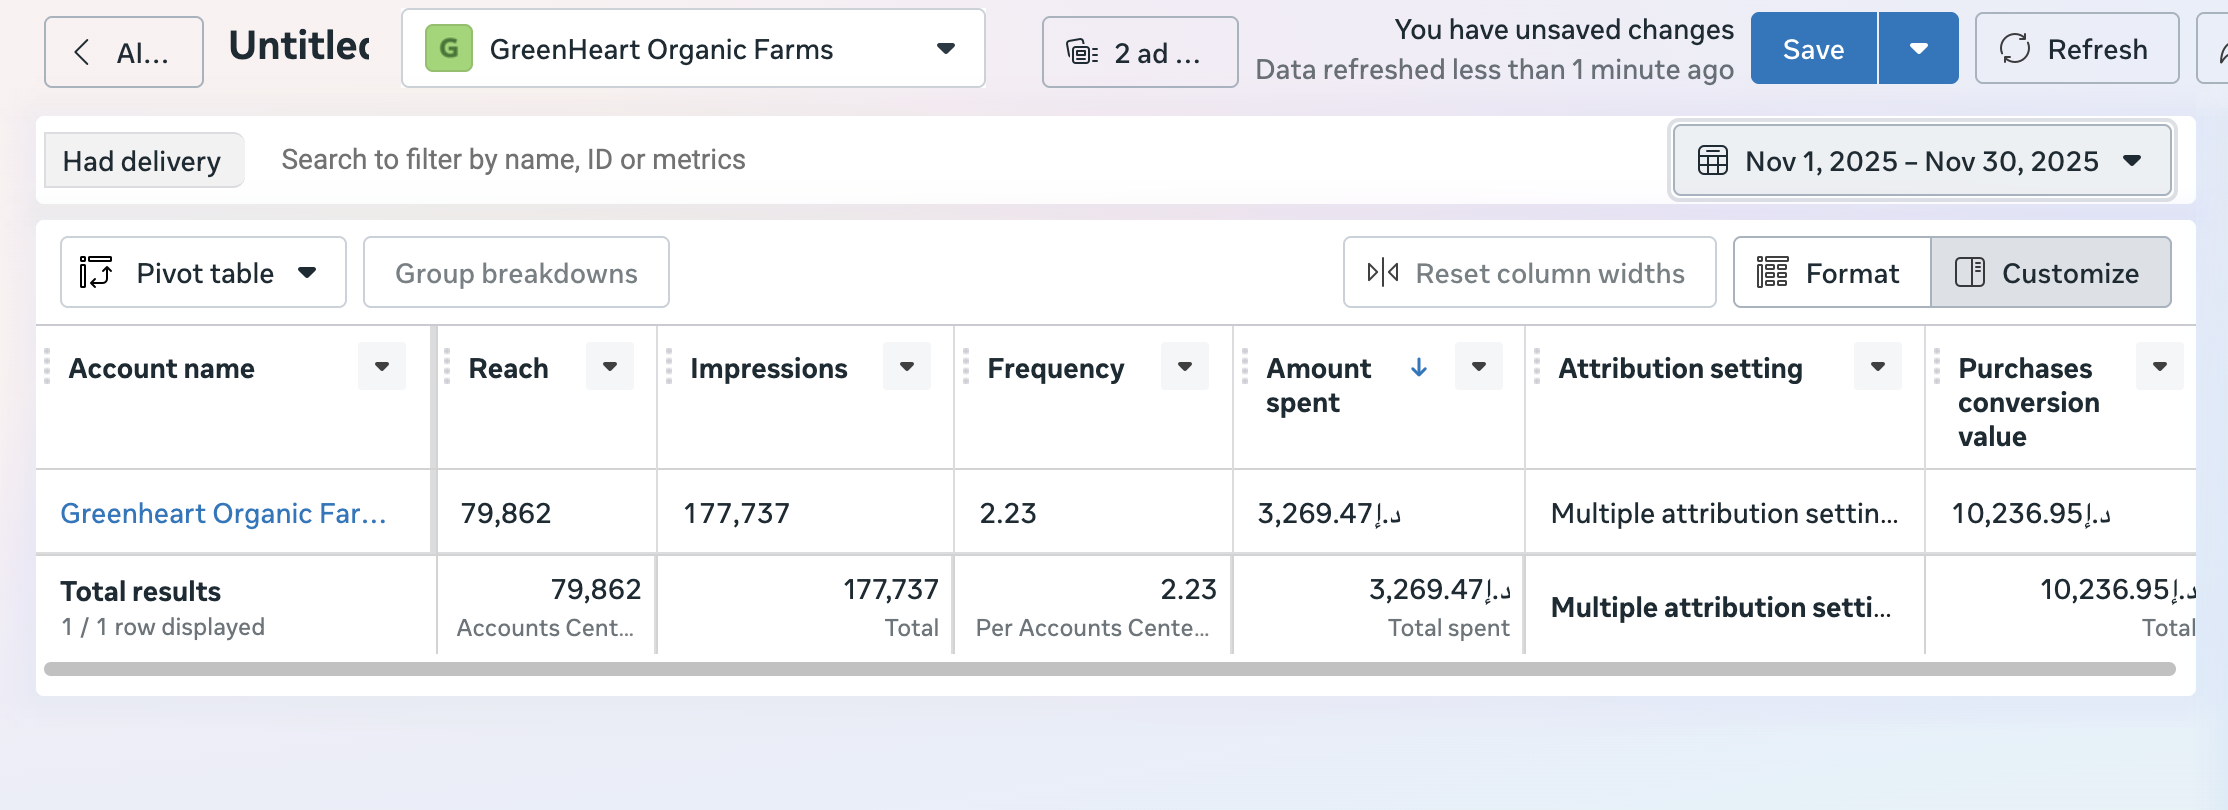 Al...
Untitled
G
GreenHeart Organic Farms
2 ad ...
You have unsaved changes
Data refreshed less than 1 minute ago
Save
Refresh
Had delivery
Search to filter by name, ID or metrics
Nov 1, 2025 – Nov 30, 2025
Pivot table
Group breakdowns
Reset column widths
Format
Customize
Account name
Reach
Impressions
Frequency
Amount
spent
Attribution setting
Purchases
conversion
value
Greenheart Organic Far...
79,862
177,737
2.23
3,269.47د.إ
Multiple attribution settin...
10,236.95د.إ
Total results
1 / 1 row displayed
79,862
Accounts Cent...
177,737
Total
2.23
Per Accounts Cente...
3,269.47د.إ
Total spent
Multiple attribution setti...
10,236.95د.إ
Total